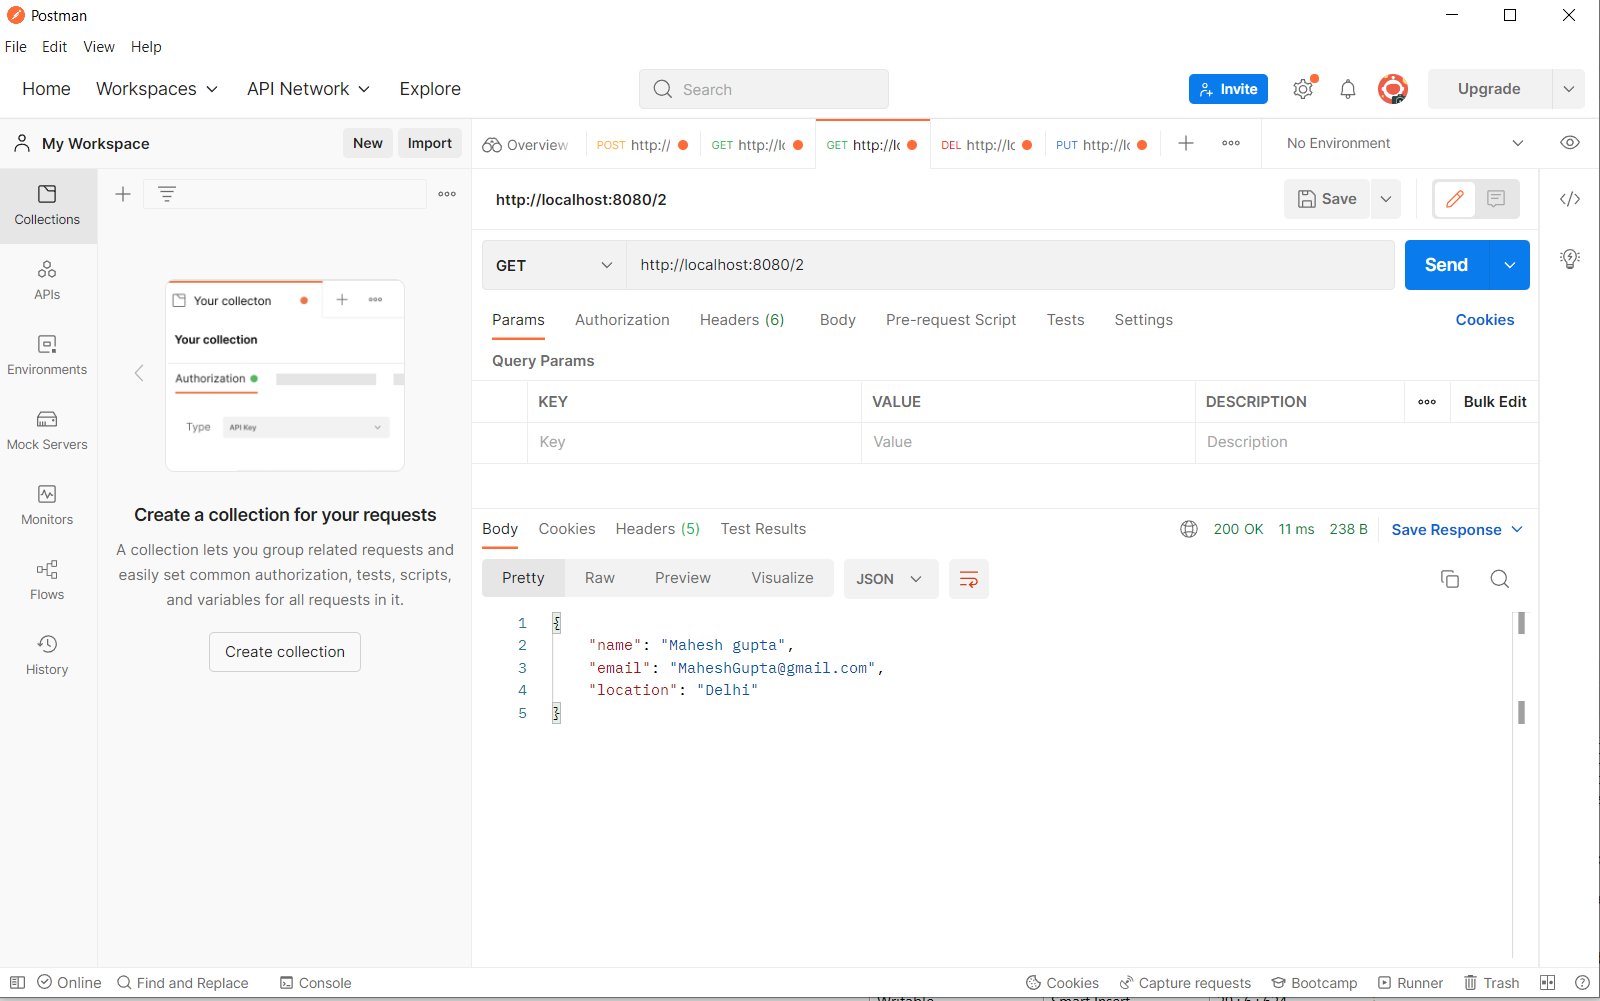 Postman
File Edit View Help
Home Workspaces API Network Explore
Search
Invite
Upgrade
My Workspace
New Import
Overview
POST http://
GET http://lo
GET http://lo
DEL http://lo
PUT http://lo
No Environment
Collections
APIs
Environments
Mock Servers
Monitors
Flows
History
Your collecton
Your collection
Authorization
Type API Key
Create a collection for your requests
A collection lets you group related requests and
easily set common authorization, tests, scripts,
and variables for all requests in it.
Create collection
http://localhost:8080/2
Save
GET http://localhost:8080/2
Send
Params Authorization Headers (6) Body Pre-request Script Tests Settings
Cookies
Query Params
KEY VALUE DESCRIPTION Bulk Edit
Key Value Description
Body Cookies Headers (5) Test Results
200 OK 11 ms 238 B Save Response
Pretty Raw Preview Visualize JSON
1 {
2 "name": "Mahesh gupta",
3 "email": "MaheshGupta@gmail.com",
4 "location": "Delhi"
5 }
Online Find and Replace Console
Cookies Capture requests Bootcamp Runner Trash